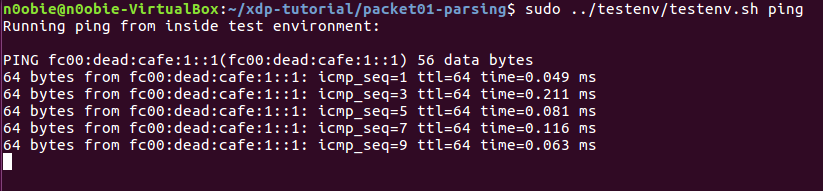 n0obie@n0obie-VirtualBox:~/xdp-tutorial/packet01-parsing$ sudo ../testenv/testenv.sh ping
Running ping from inside test environment:
PING fc00:dead:cafe:1::1(fc00:dead:cafe:1::1) 56 data bytes
64 bytes from fc00:dead:cafe:1::1: icmp_seq=1 ttl=64 time=0.049 ms
64 bytes from fc00:dead:cafe:1::1: icmp_seq=3 ttl=64 time=0.211 ms
64 bytes from fc00:dead:cafe:1::1: icmp_seq=5 ttl=64 time=0.081 ms
64 bytes from fc00:dead:cafe:1::1: icmp_seq=7 ttl=64 time=0.116 ms
64 bytes from fc00:dead:cafe:1::1: icmp_seq=9 ttl=64 time=0.063 ms